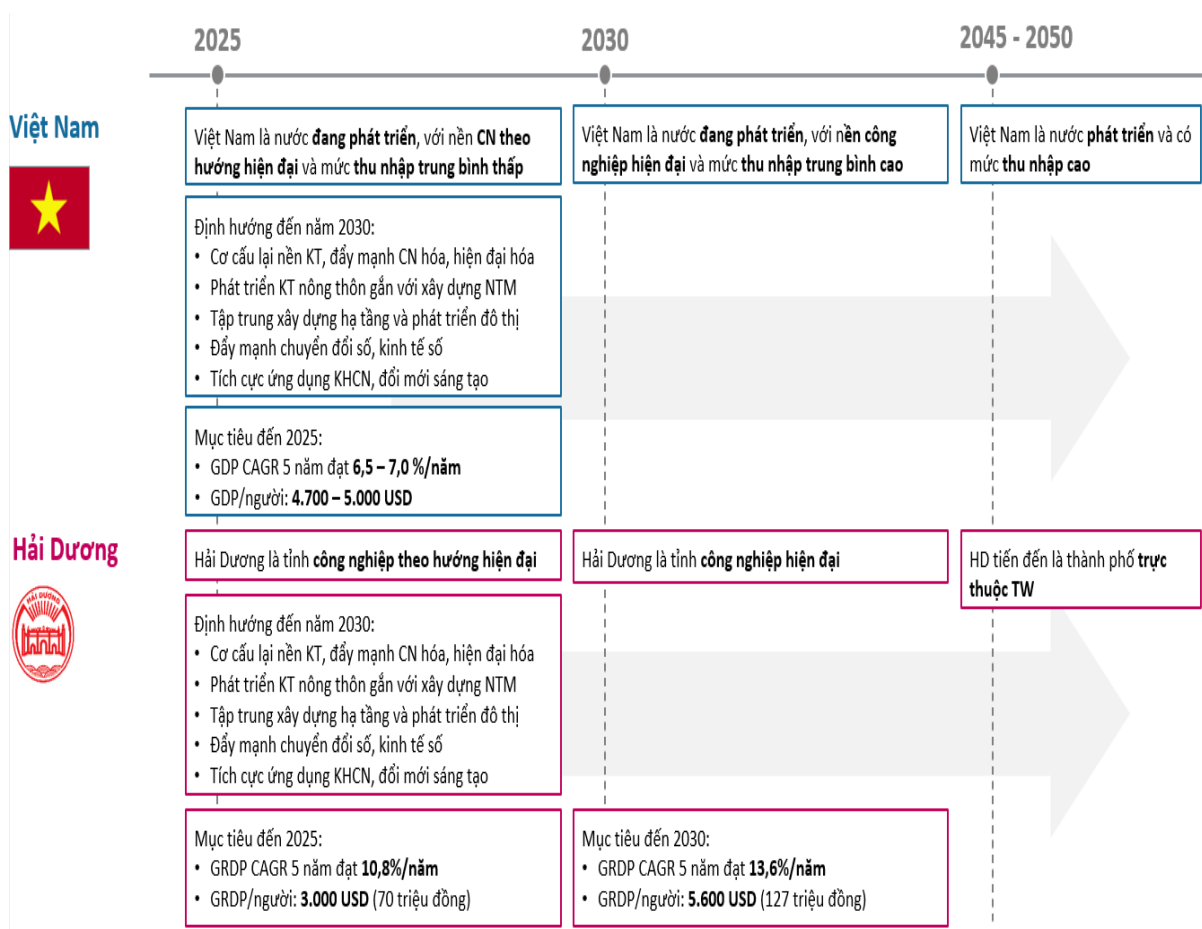 2025
2030
2045 - 2050
Việt Nam
Việt Nam là nước đang phát triển, với nền CN theo
hướng hiện đại và mức thu nhập trung bình thấp
Việt Nam là nước đang phát triển, với nền công
nghiệp hiện đại và mức thu nhập trung bình cao
Việt Nam là nước phát triển và có
mức thu nhập cao
Định hướng đến năm 2030:
• Cơ cấu lại nền KT, đẩy mạnh CN hóa, hiện đại hóa
• Phát triển KT nông thôn gắn với xây dựng NTM
• Tập trung xây dựng hạ tầng và phát triển đô thị
• Đẩy mạnh chuyển đổi số, kinh tế số
• Tích cực ứng dụng KHCN, đổi mới sáng tạo
Mục tiêu đến 2025:
• GDP CAGR 5 năm đạt 6,5 – 7,0 %/năm
• GDP/người: 4.700 – 5.000 USD
Hải Dương
HẢI DƯƠNG
Hải Dương là tỉnh công nghiệp theo hướng hiện đại
Hải Dương là tỉnh công nghiệp hiện đại
HD tiến đến là thành phố trực
thuộc TW
Định hướng đến năm 2030:
• Cơ cấu lại nền KT, đẩy mạnh CN hóa, hiện đại hóa
• Phát triển KT nông thôn gắn với xây dựng NTM
• Tập trung xây dựng hạ tầng và phát triển đô thị
• Đẩy mạnh chuyển đổi số, kinh tế số
• Tích cực ứng dụng KHCN, đổi mới sáng tạo
Mục tiêu đến 2025:
• GRDP CAGR 5 năm đạt 10,8%/năm
• GRDP/người: 3.000 USD (70 triệu đồng)
Mục tiêu đến 2030:
• GRDP CAGR 5 năm đạt 13,6%/năm
• GRDP/người: 5.600 USD (127 triệu đồng)